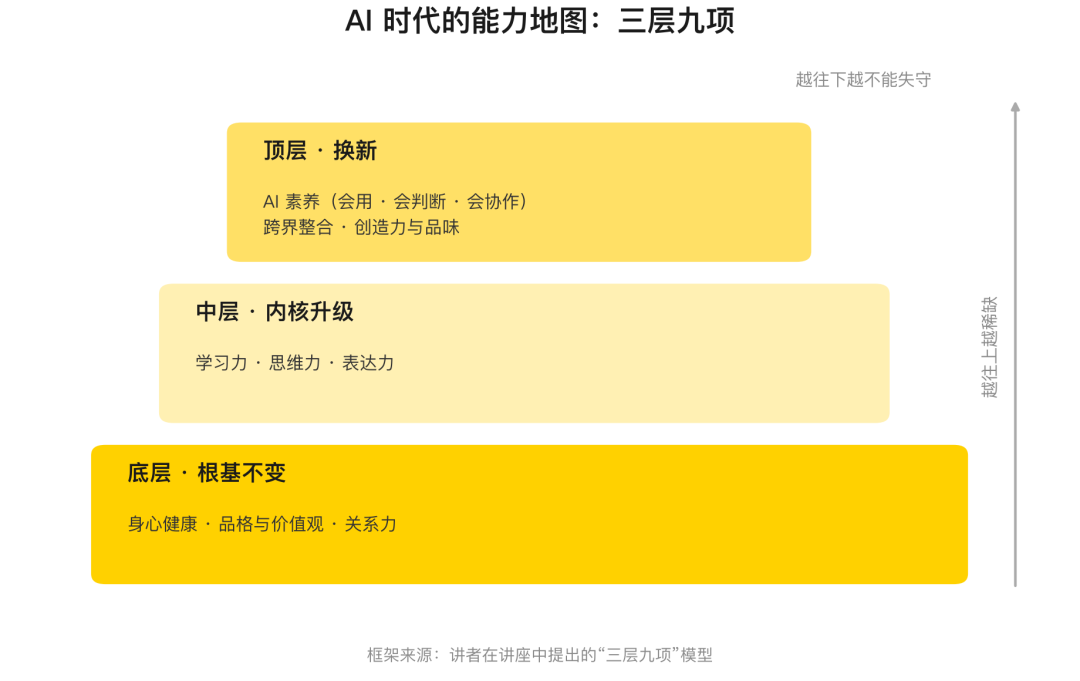 AI 时代的能力地图：三层九项
越往下越不能失守
顶层 · 换新
AI 素养（会用 · 会判断 · 会协作）
跨界整合 · 创造力与品味
中层 · 内核升级
学习力 · 思维力 · 表达力
越往上越稀缺
底层 · 根基不变
身心健康 · 品格与价值观 · 关系力
框架来源：讲者在讲座中提出的“三层九项”模型